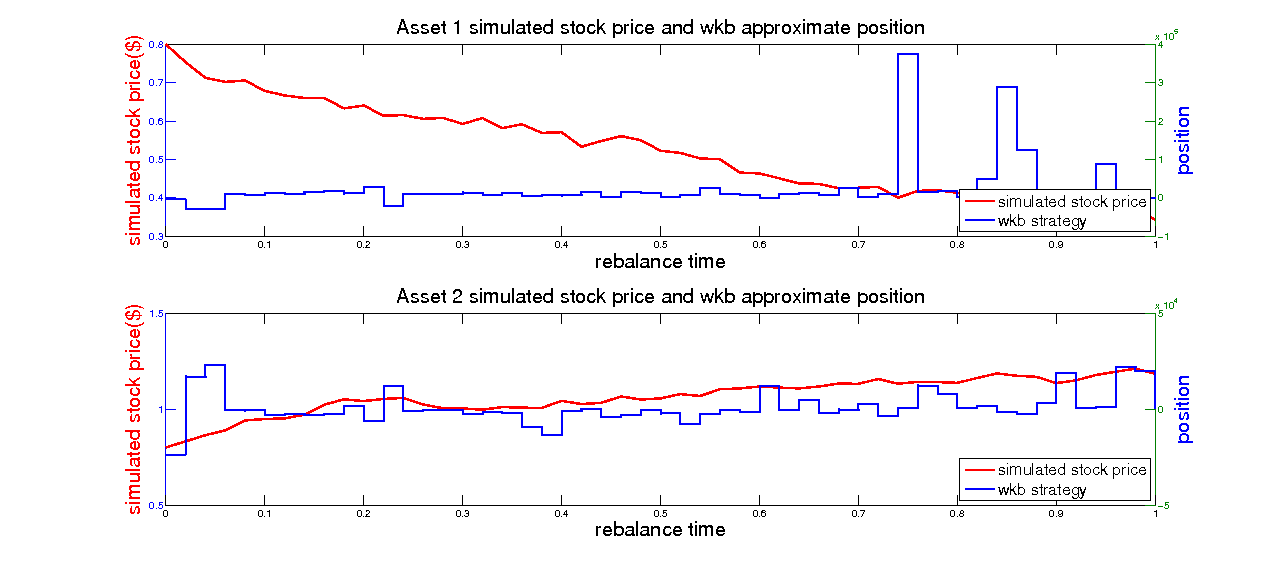 Asset 1 simulated stock price and wkb approximate position
x 10^5
simulated stock price($)
0.8
0.7
0.6
0.5
0.4
0.3
4
3
2
1
0
-1
position
simulated stock price
wkb strategy
0 0.1 0.2 0.3 0.4 0.5 0.6 0.7 0.8 0.9 1
rebalance time
Asset 2 simulated stock price and wkb approximate position
x 10^4
simulated stock price($)
1.5
1
0.5
5
0
-5
position
simulated stock price
wkb strategy
0 0.1 0.2 0.3 0.4 0.5 0.6 0.7 0.8 0.9 1
rebalance time